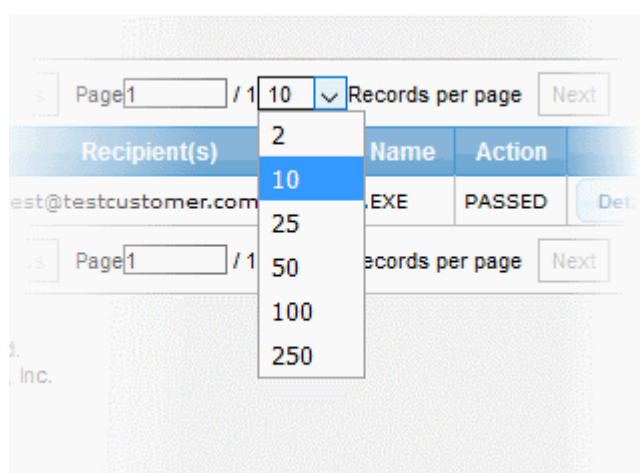 Page 1 / 1 10 Records per page Next
Recipient(s) Name Action
est@testcustomer.com .EXE PASSED Det
2
10
25
50
100
250
Page 1 / 1 ecords per page Next
Inc.